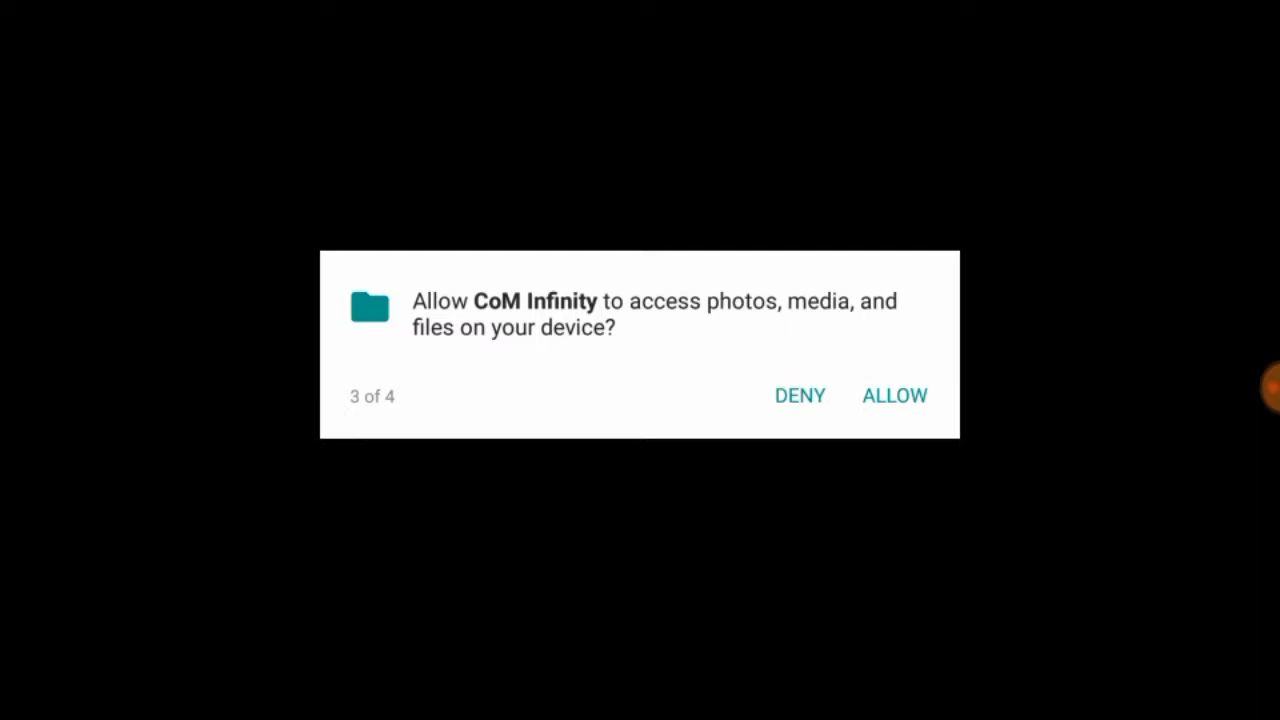 Allow CoM Infinity to access photos, media, and
files on your device?
3 of 4
DENY
ALLOW